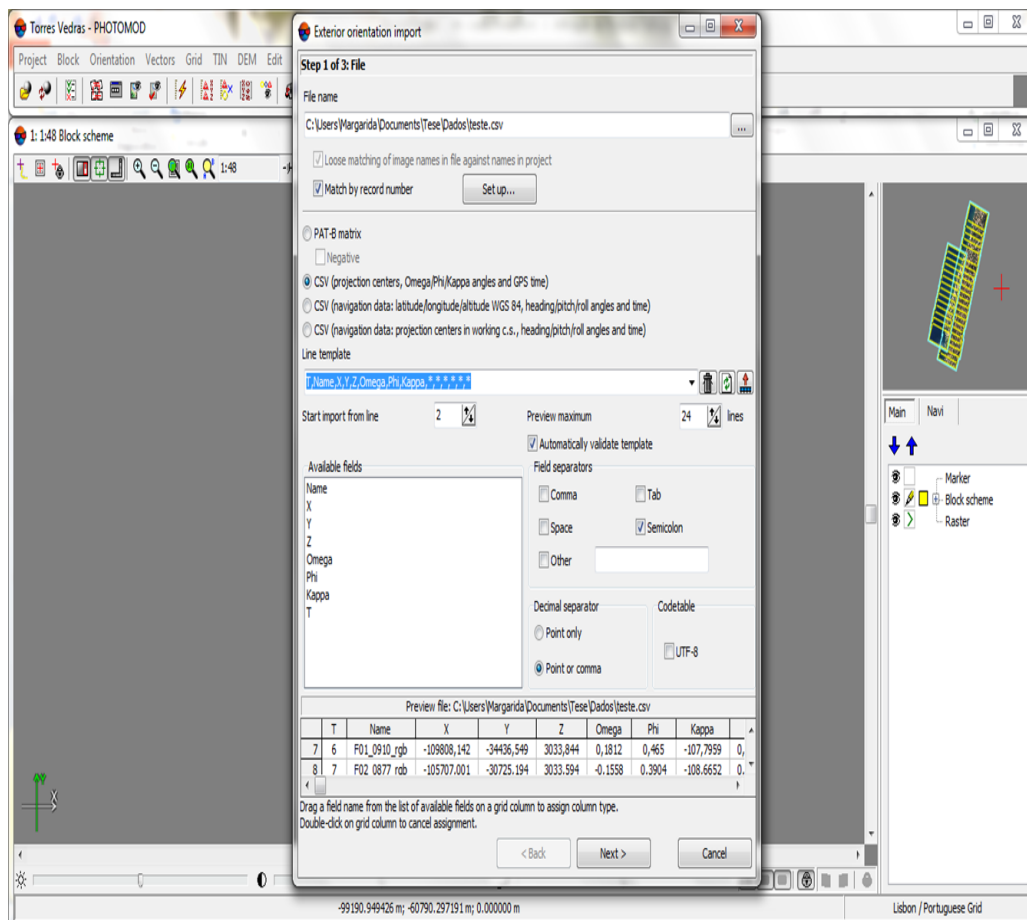 Torres Vedras - PHOTOMOD
Project Block Orientation Vectors Grid TIN DEM Edit
1: 1:48 Block scheme
1:48
Exterior orientation import
Step 1 of 3: File
File name
C:\Users\Margarida\Documents\Tese\Dados\teste.csv
...
Loose matching of image names in file against names in project
Match by record number
Set up...
PAT-B matrix
Negative
CSV (projection centers, Omega/Phi/Kappa angles and GPS time)
CSV (navigation data: latitude/longitude/altitude WGS 84, heading/pitch/roll angles and time)
CSV (navigation data: projection centers in working c.s., heading/pitch/roll angles and time)
Line template
T,Name,X,Y,Z,Omega,Phi,Kappa,*,*,*,*,*,*
Start import from line 2 Preview maximum 24 lines
Automatically validate template
Available fields
Name
X
Y
Z
Omega
Phi
Kappa
T
Field separators
Comma Tab
Space Semicolon
Other
Decimal separator
Point only
Point or comma
Codetable
UTF-8
Preview file: C:\Users\Margarida\Documents\Tese\Dados\teste.csv
T Name X Y Z Omega Phi Kappa
7 6 F01_0910_rgb -109808,142 -34436,549 3033,844 0,1812 0,465 -107,7959 0,
8 7 F02_0877_rgb -105707.001 -30725.194 3033.594 -0.1558 0.3904 -108.6652 0.
Drag a field name from the list of available fields on a grid column to assign column type.
Double-click on grid column to cancel assignment.
< Back Next > Cancel
Main Navi
Marker
Block scheme
Raster
X
-99190.949426 m; -60790.297191 m; 0.000000 m
Lisbon / Portuguese Grid